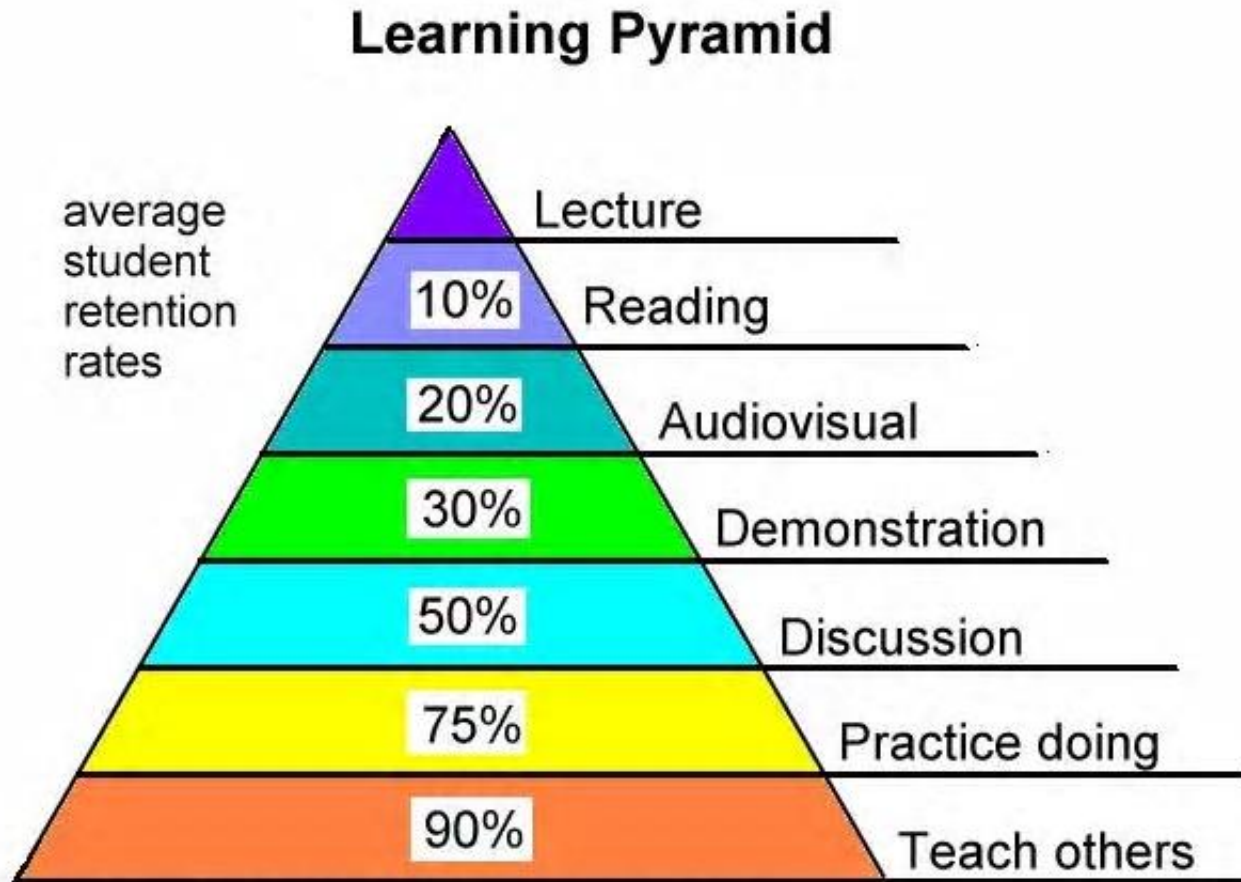 Learning Pyramid
average
student
retention
rates
Lecture
10% Reading
20% Audiovisual
30% Demonstration
50% Discussion
75% Practice doing
90% Teach others